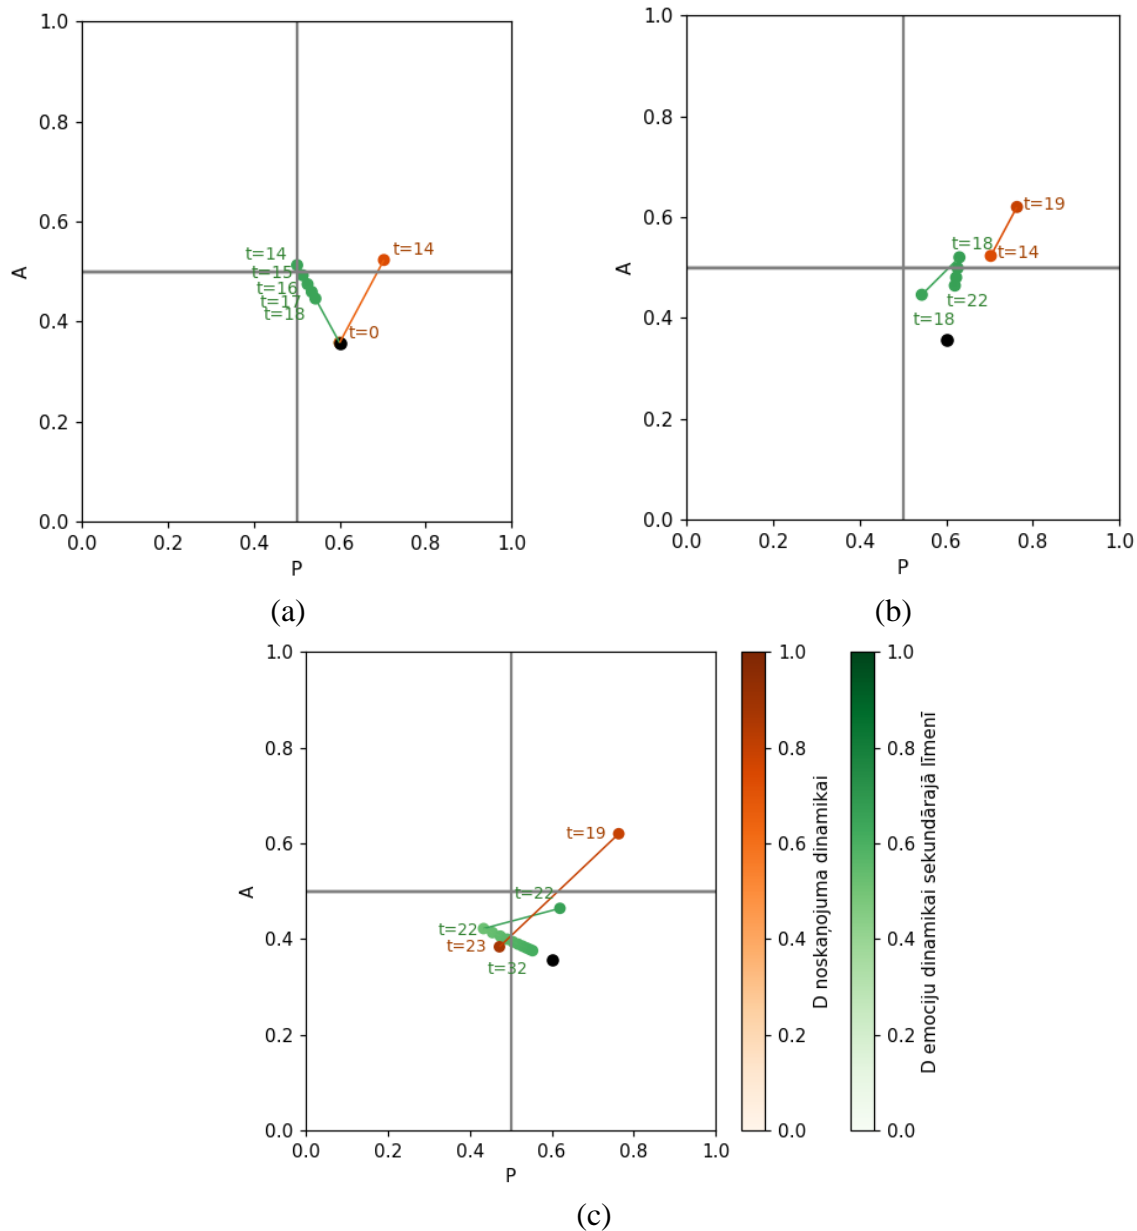 1.0
0.8
0.6
0.4
0.2
0.0
A
t=14
t=14
t=15
t=16
t=17
t=18
t=0
0.0 0.2 0.4 0.6 0.8 1.0
P
(a)
1.0
0.8
0.6
0.4
0.2
0.0
A
t=19
t=18
t=14
t=22
t=18
0.0 0.2 0.4 0.6 0.8 1.0
P
(b)
1.0
0.8
0.6
0.4
0.2
0.0
A
t=19
t=22
t=22
t=23
t=32
0.0 0.2 0.4 0.6 0.8 1.0
P
1.0
0.8
0.6
0.4
0.2
0.0
D noskaņojuma dinamikai
1.0
0.8
0.6
0.4
0.2
0.0
D emociju dinamikai sekundārajā līmenī
(c)